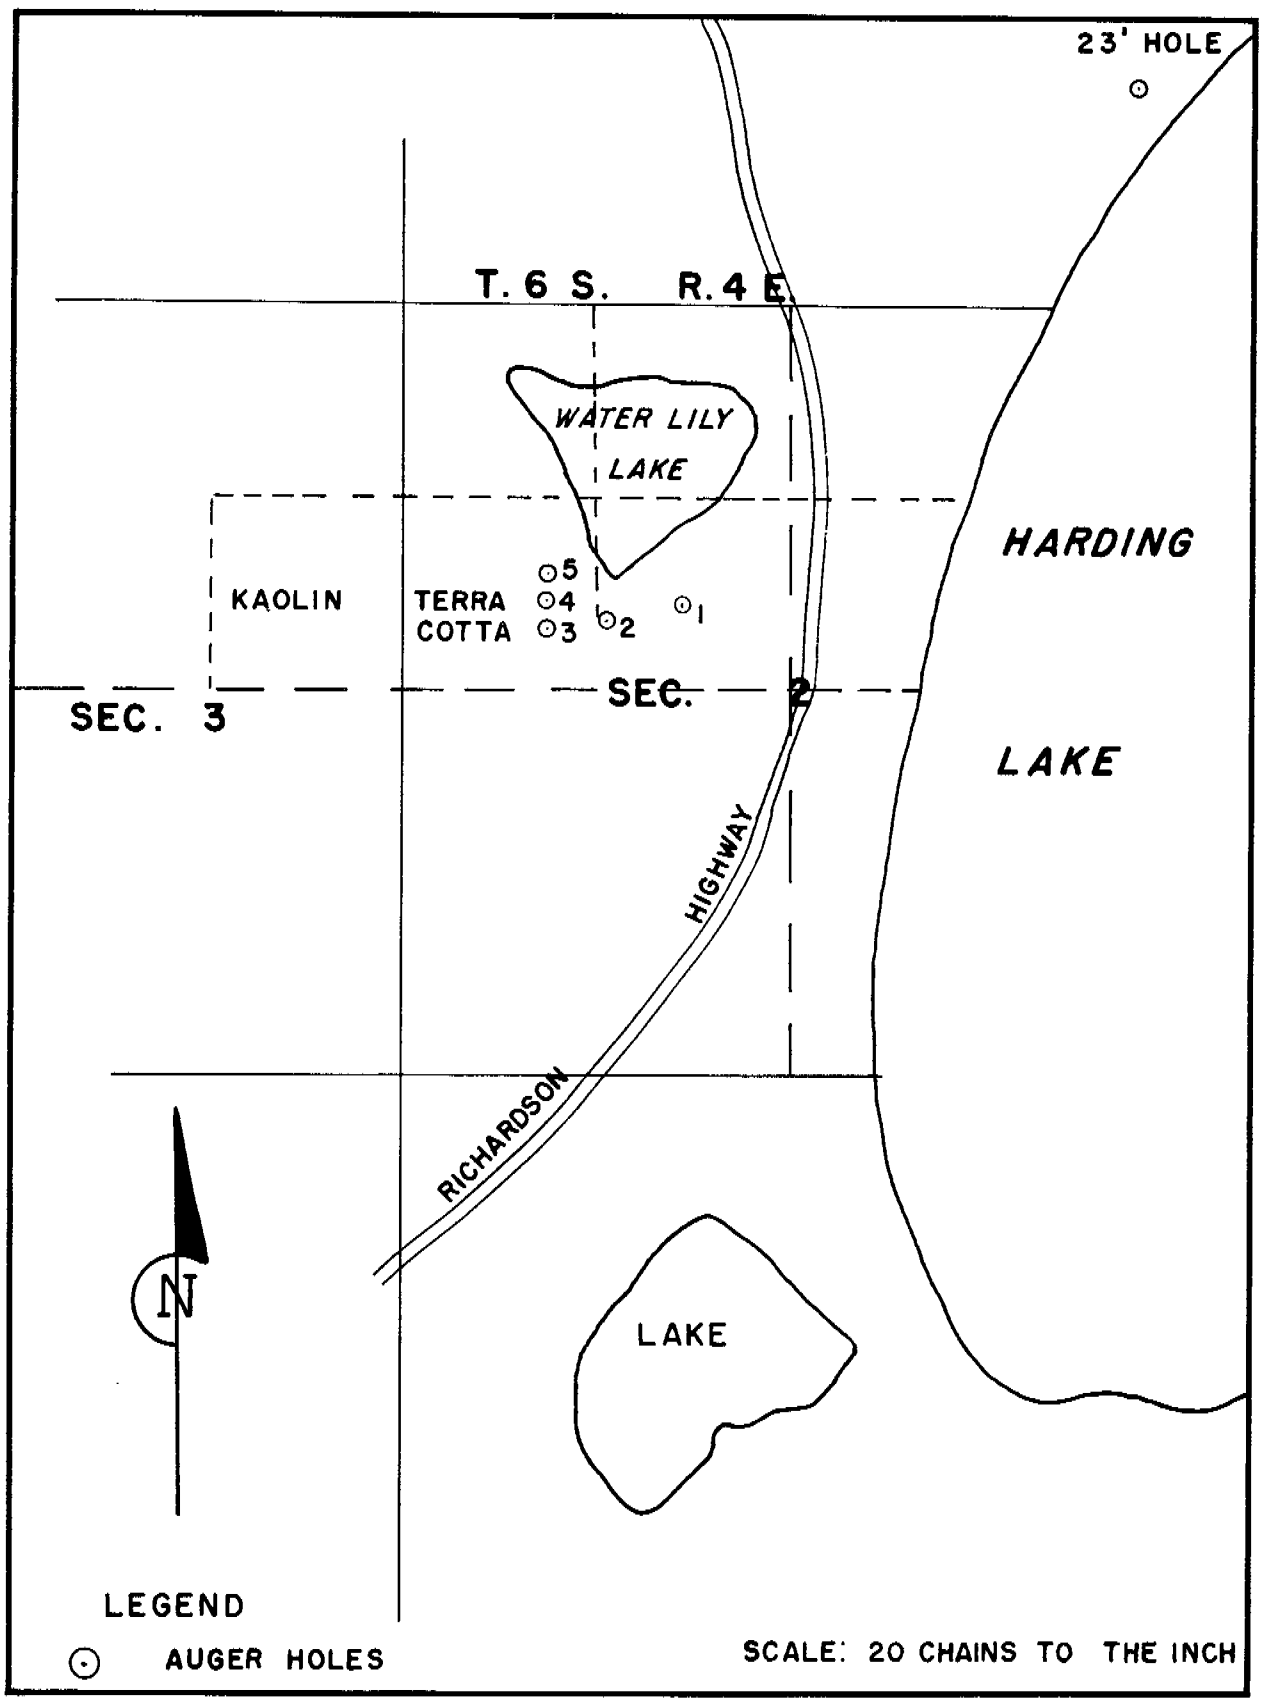 23' HOLE
T. 6 S. R. 4 E.
WATER LILY
LAKE
HARDING
5
KAOLIN
TERRA
COTTA
4
3
2
1
SEC. 2
SEC. 3
LAKE
HIGHWAY
RICHARDSON
N
LAKE
LEGEND
AUGER HOLES
SCALE: 20 CHAINS TO THE INCH